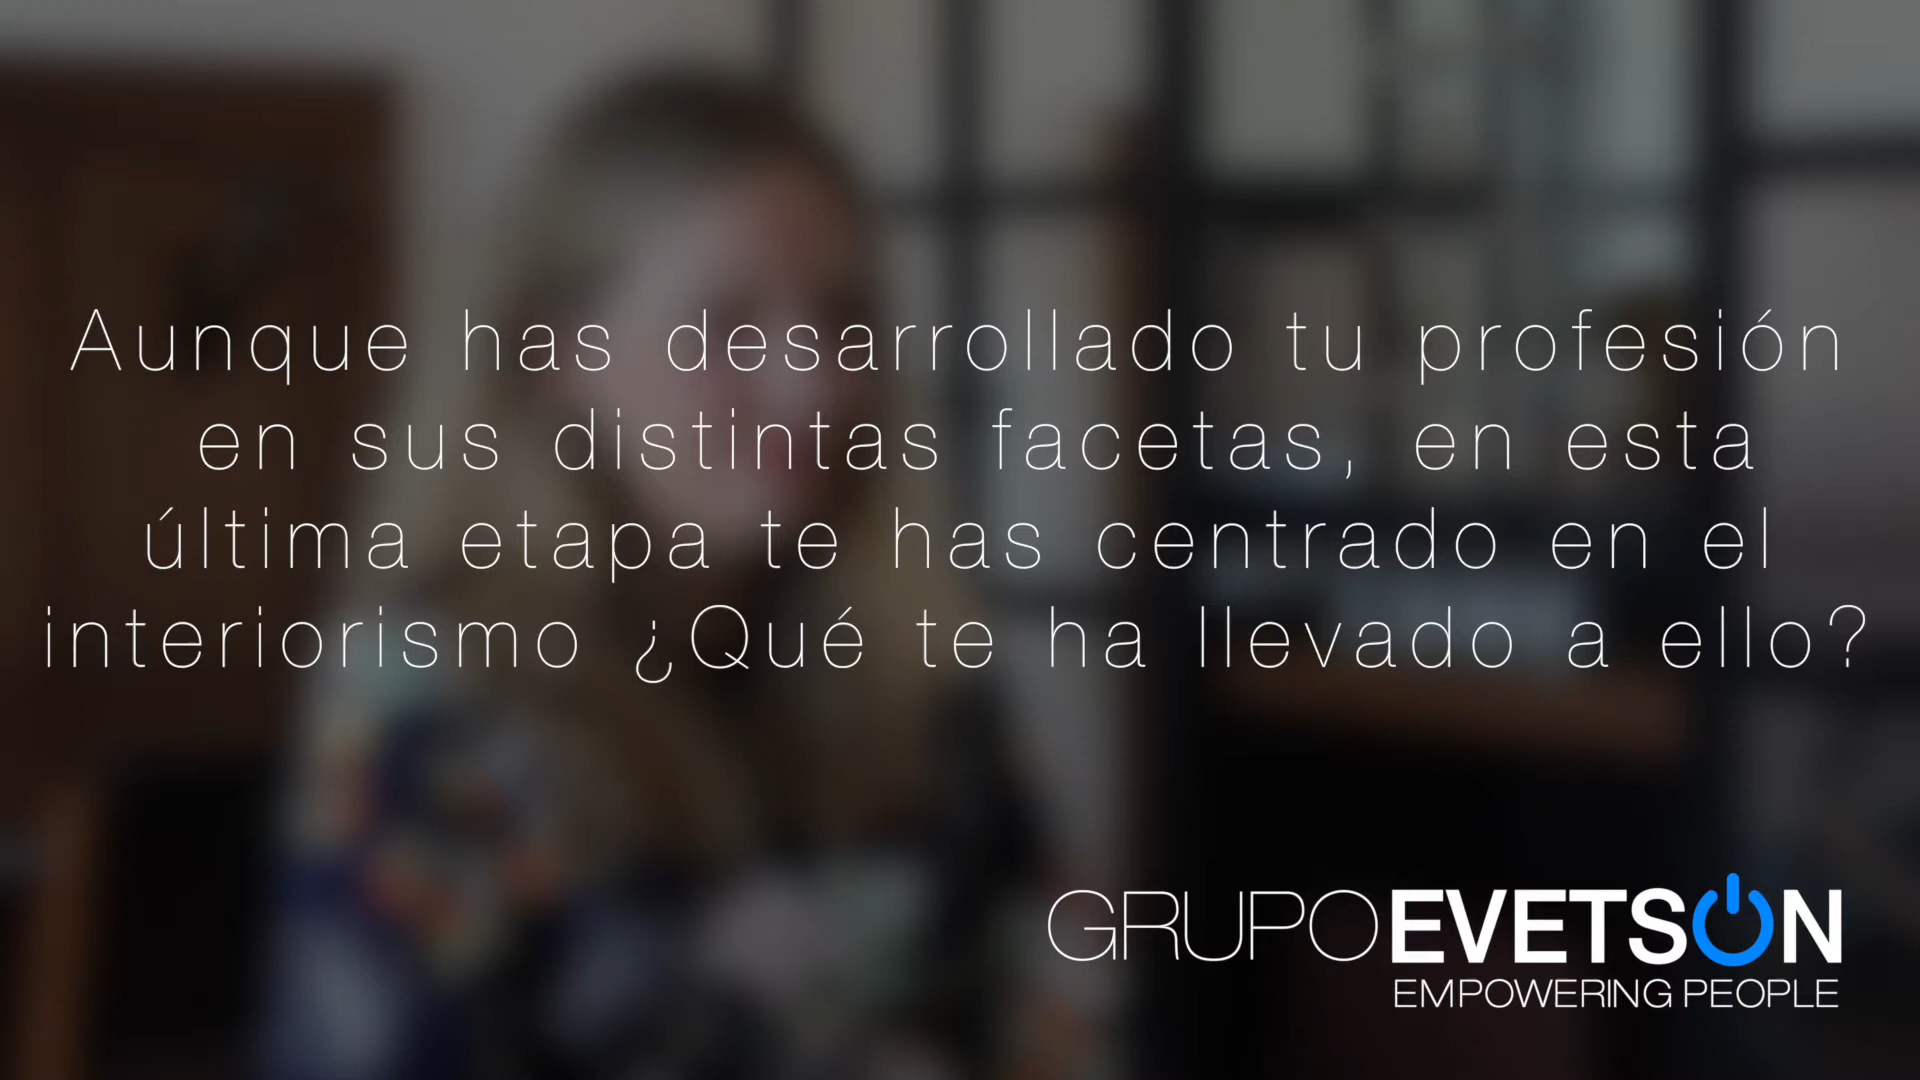 Aunque has desarrollado tu profesión
en sus distintas facetas, en esta
última etapa te has centrado en el
interiorismo ¿Qué te ha llevado a ello?
GRUPOEVETSON
EMPOWERING PEOPLE